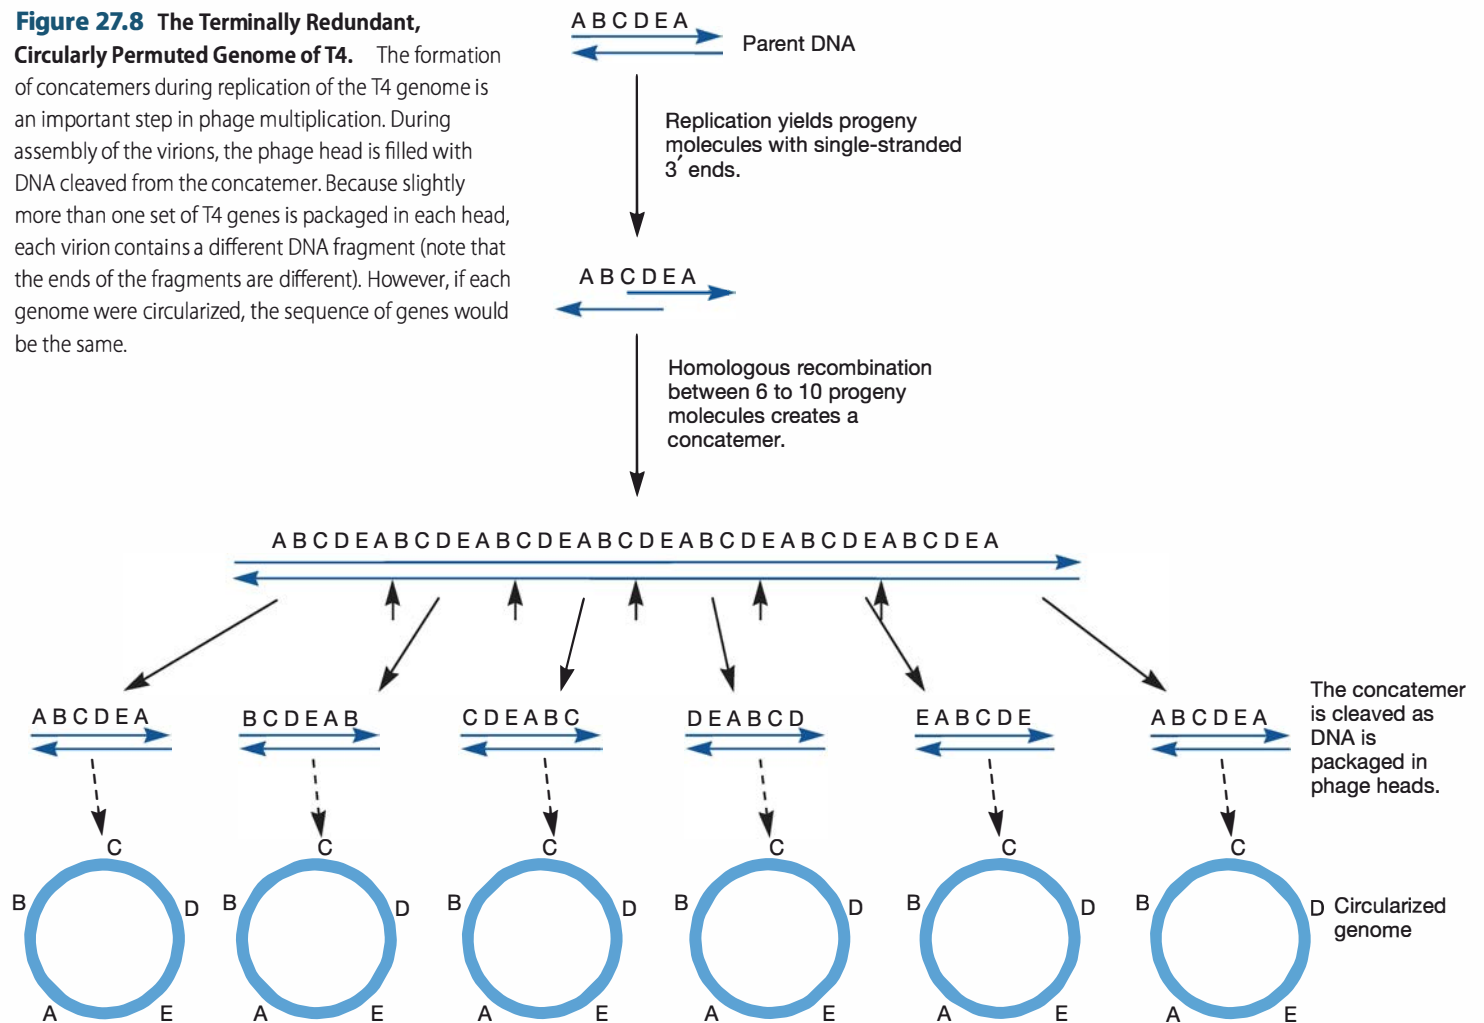 Figure 27.8 The Terminally Redundant,
Circularly Permuted Genome of T4. The formation
of concatemers during replication of the T4 genome is
an important step in phage multiplication. During
assembly of the virions, the phage head is filled with
DNA cleaved from the concatemer. Because slightly
more than one set of T4 genes is packaged in each head,
each virion contains a different DNA fragment (note that
the ends of the fragments are different). However, if each
genome were circularized, the sequence of genes would
be the same.
A B C D E A
Parent DNA
Replication yields progeny
molecules with single-stranded
3′ ends.
A B C D E A
Homologous recombination
between 6 to 10 progeny
molecules creates a
concatemer.
A B C D E A B C D E A B C D E A B C D E A B C D E A B C D E A B C D E A
A B C D E A
B C D E A B
C D E A B C
D E A B C D
E A B C D E
A B C D E A
The concatemer
is cleaved as
DNA is
packaged in
phage heads.
C
B
D
A
E
C
B
D
A
E
C
B
D
A
E
C
B
D
A
E
C
B
D
A
E
C
B
D
A
E
Circularized
genome